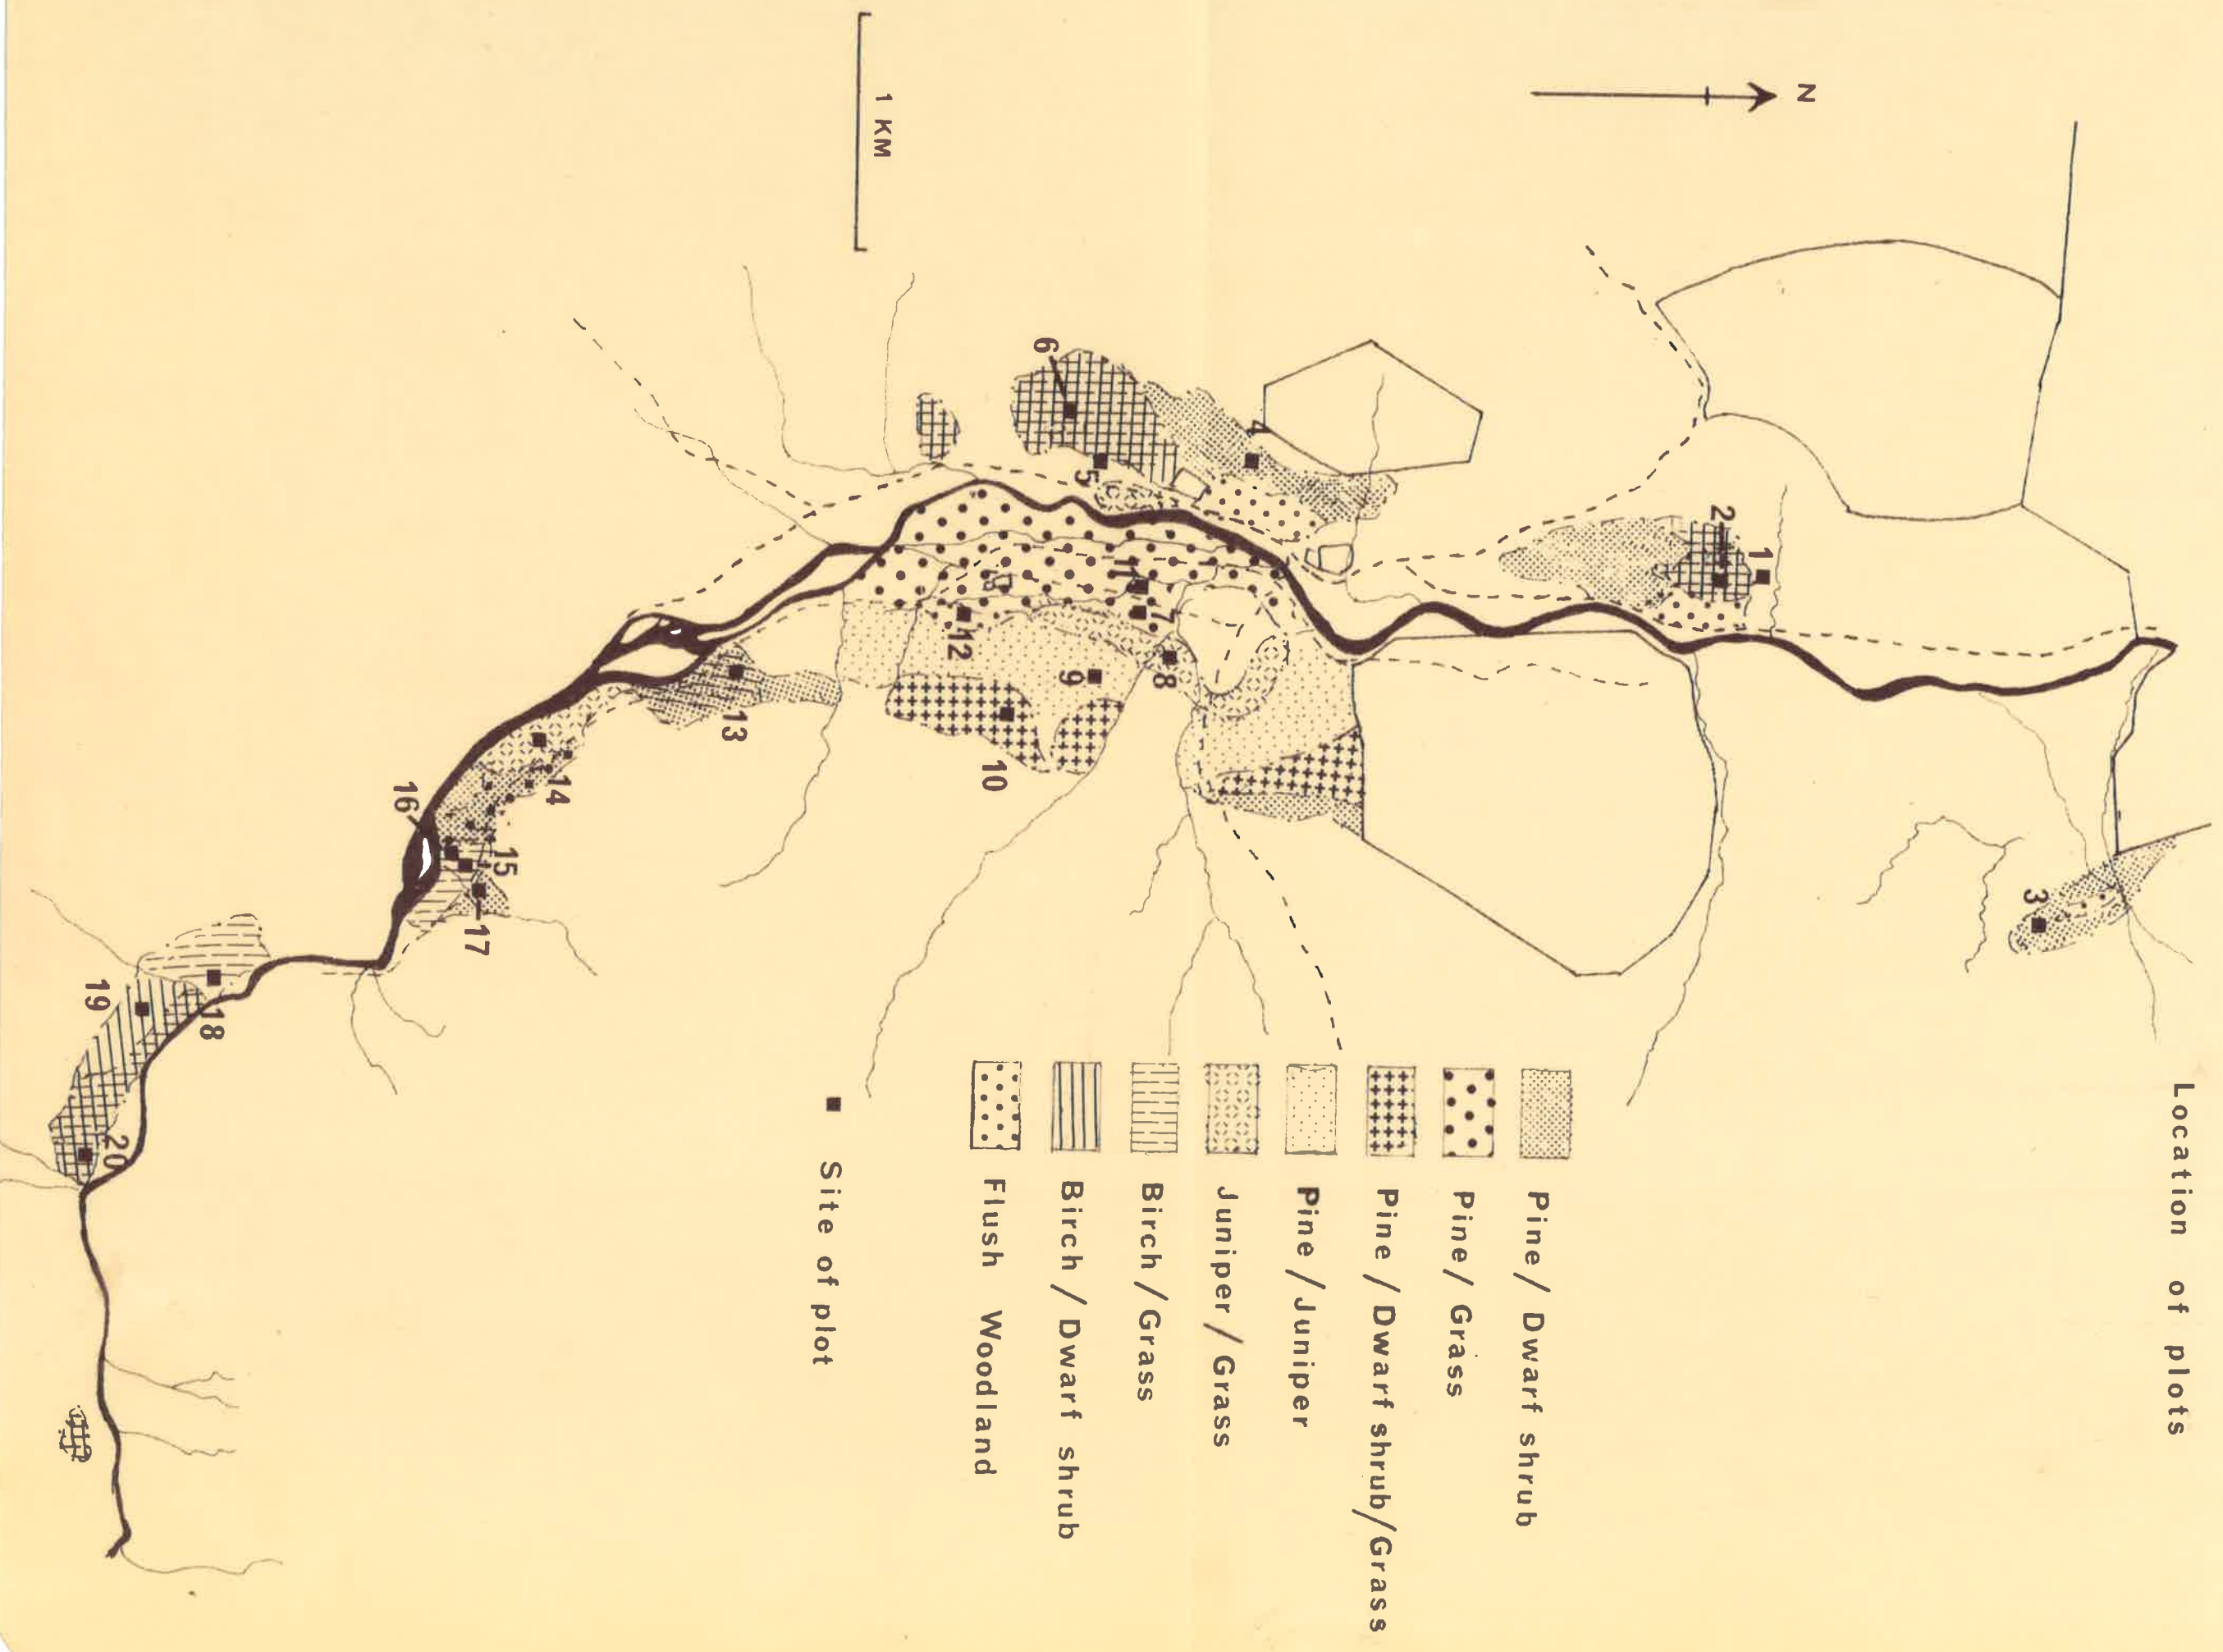 Location of plots
N
1 KM
1
2
3
4
5
6
7
8
9
10
11
12
13
14
15
16
17
18
19
20
Pine / Dwarf shrub
Pine / Grass
Pine / Dwarf shrub/Grass
Pine / Juniper
Juniper / Grass
Birch / Grass
Birch / Dwarf shrub
Flush Woodland
Site of plot